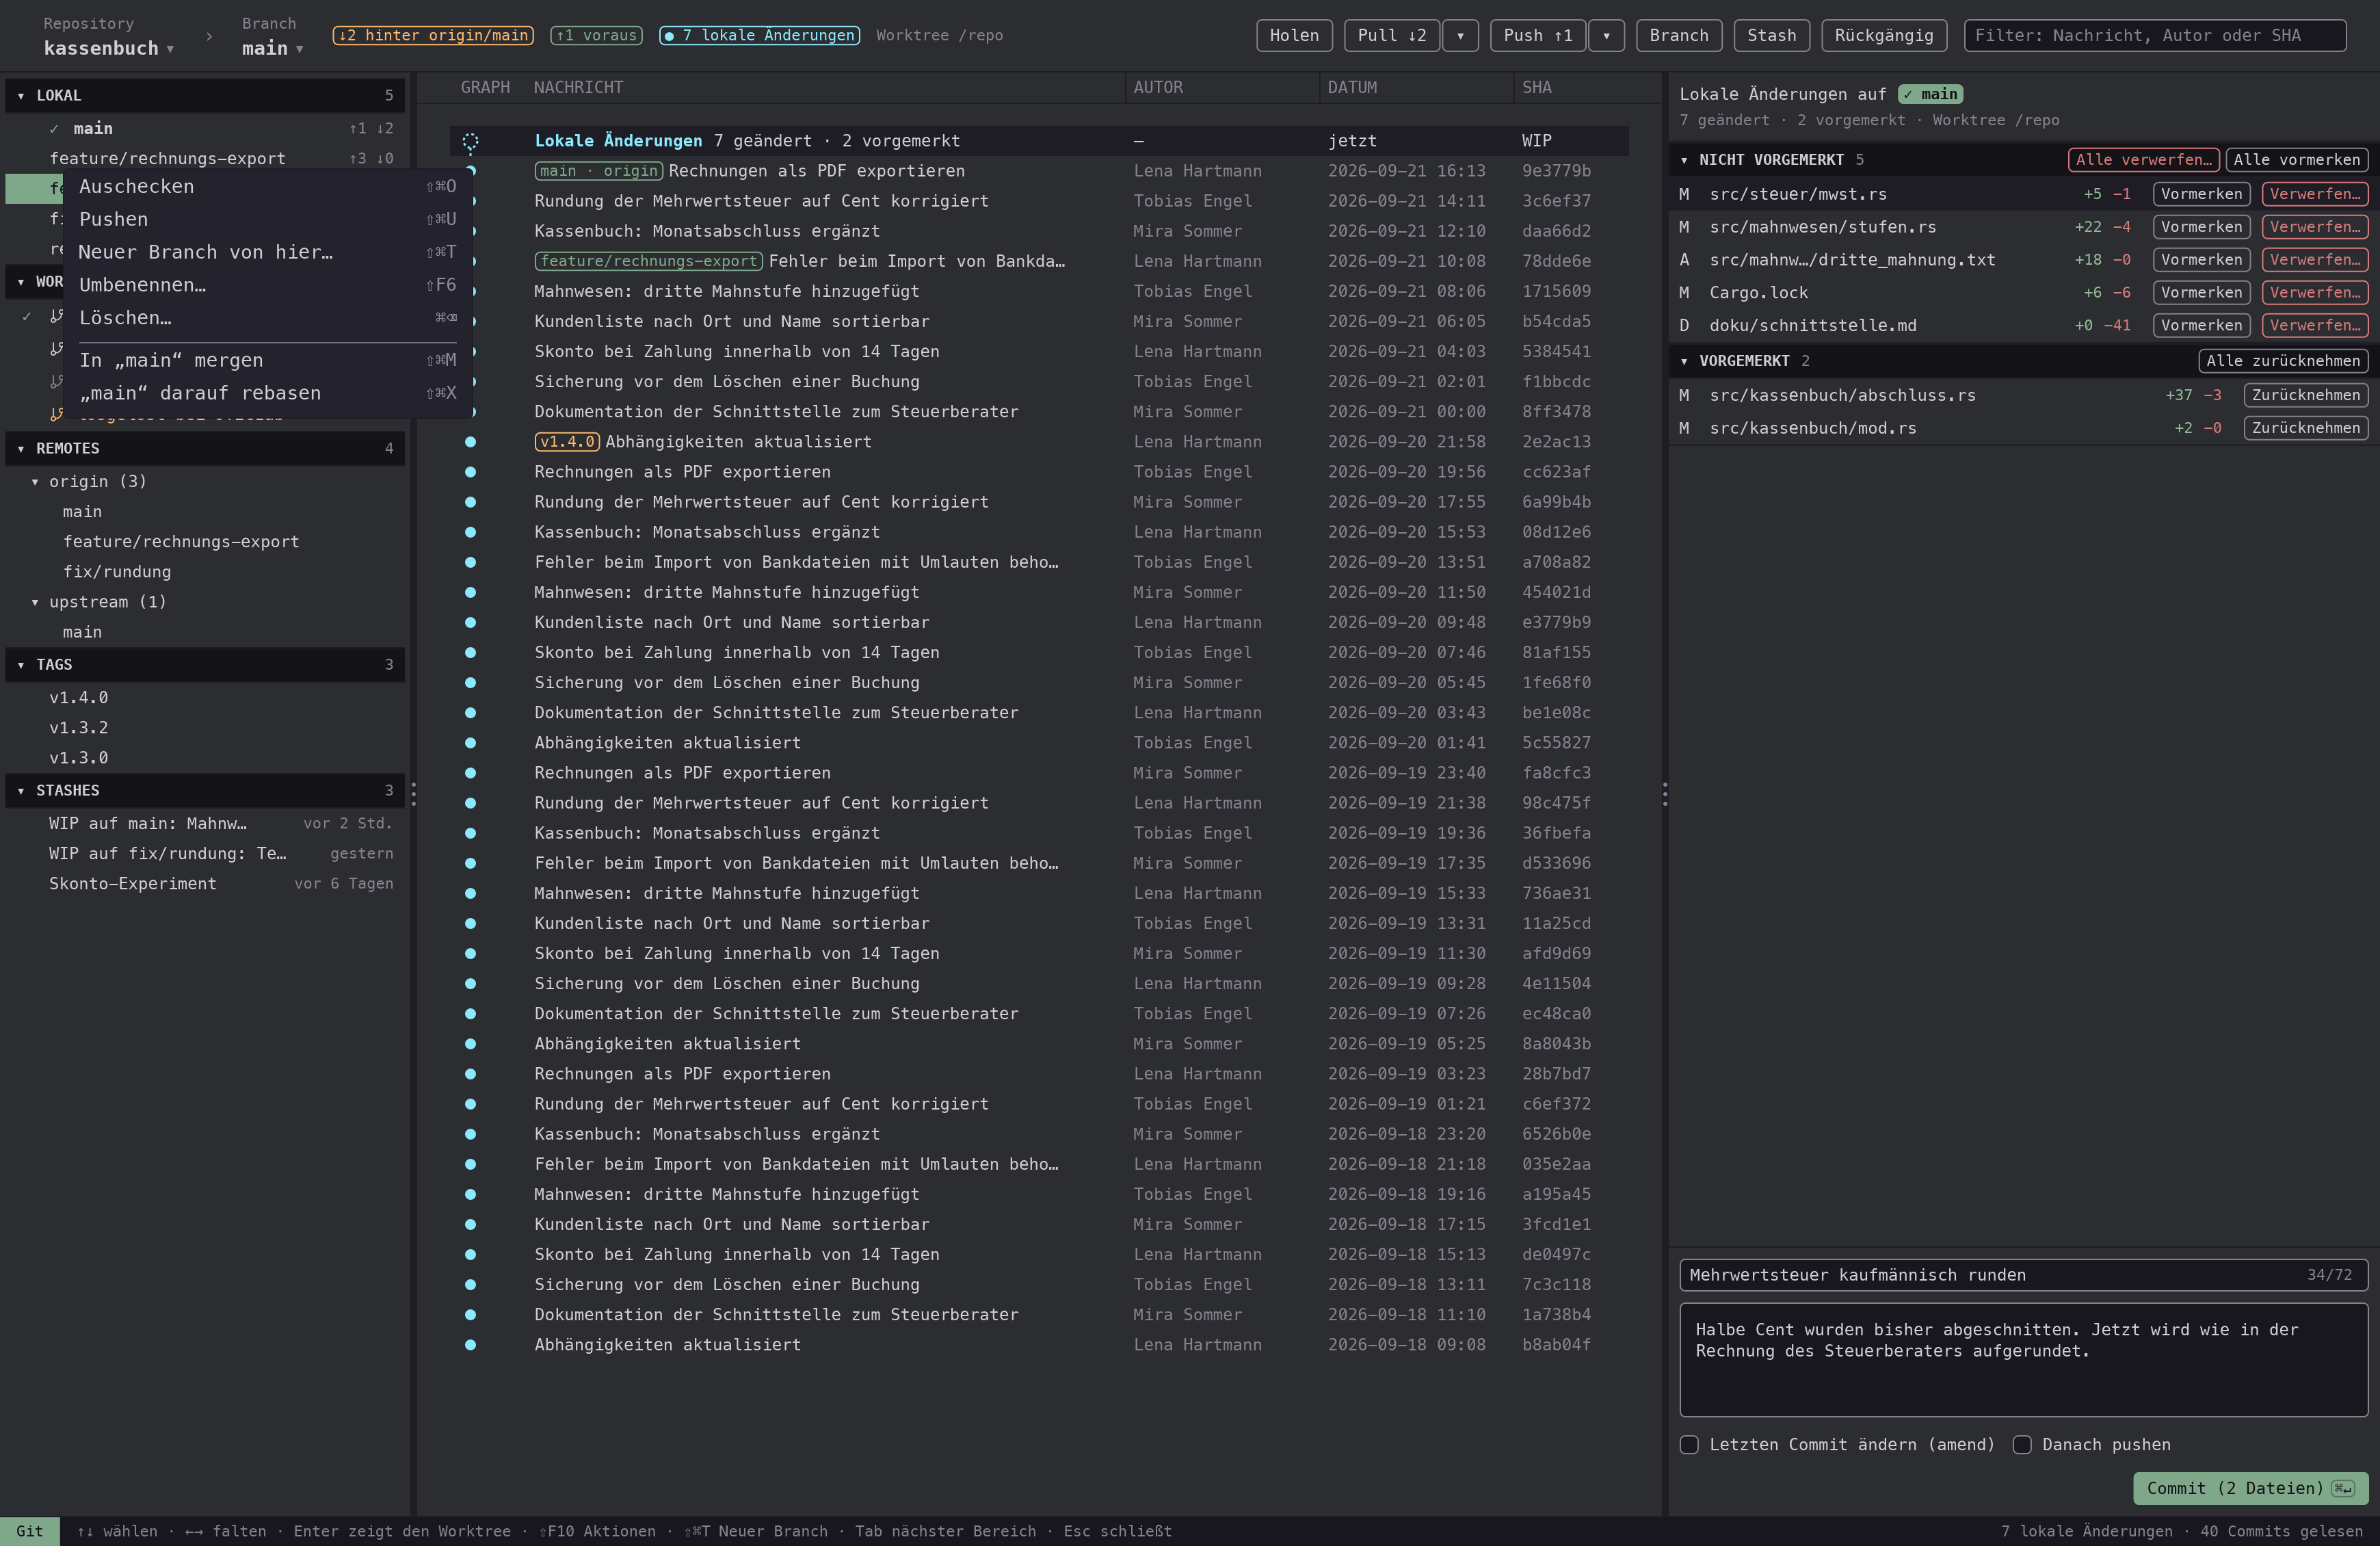 Repository
kassenbuch ▾
›
Branch
main ▾
↓2 hinter origin/main ↑1 voraus ● 7 lokale Änderungen Worktree /repo
Holen Pull ↓2 ▾ Push ↑1 ▾ Branch Stash Rückgängig Filter: Nachricht, Autor oder SHA
▾ LOKAL 5
✓ main ↑1 ↓2
feature/rechnungs-export ↑3 ↓0
Auschecken ⇧⌘O
Pushen ⇧⌘U
Neuer Branch von hier… ⇧⌘T
Umbenennen… ⇧F6
Löschen… ⌘⌫
In „main“ mergen ⇧⌘M
„main“ darauf rebasen ⇧⌘X
▾ REMOTES 4
▾ origin (3)
main
feature/rechnungs-export
fix/rundung
▾ upstream (1)
main
▾ TAGS 3
v1.4.0
v1.3.2
v1.3.0
▾ STASHES 3
WIP auf main: Mahnw… vor 2 Std.
WIP auf fix/rundung: Te… gestern
Skonto-Experiment vor 6 Tagen
GRAPH NACHRICHT AUTOR DATUM SHA
Lokale Änderungen 7 geändert · 2 vorgemerkt — jetzt WIP
main · origin Rechnungen als PDF exportieren Lena Hartmann 2026-09-21 16:13 9e3779b
Rundung der Mehrwertsteuer auf Cent korrigiert Tobias Engel 2026-09-21 14:11 3c6ef37
Kassenbuch: Monatsabschluss ergänzt Mira Sommer 2026-09-21 12:10 daa66d2
feature/rechnungs-export Fehler beim Import von Bankda… Lena Hartmann 2026-09-21 10:08 78dde6e
Mahnwesen: dritte Mahnstufe hinzugefügt Tobias Engel 2026-09-21 08:06 1715609
Kundenliste nach Ort und Name sortierbar Mira Sommer 2026-09-21 06:05 b54cda5
Skonto bei Zahlung innerhalb von 14 Tagen Lena Hartmann 2026-09-21 04:03 5384541
Sicherung vor dem Löschen einer Buchung Tobias Engel 2026-09-21 02:01 f1bbcdc
Dokumentation der Schnittstelle zum Steuerberater Mira Sommer 2026-09-21 00:00 8ff3478
v1.4.0 Abhängigkeiten aktualisiert Lena Hartmann 2026-09-20 21:58 2e2ac13
Rechnungen als PDF exportieren Tobias Engel 2026-09-20 19:56 cc623af
Rundung der Mehrwertsteuer auf Cent korrigiert Mira Sommer 2026-09-20 17:55 6a99b4b
Kassenbuch: Monatsabschluss ergänzt Lena Hartmann 2026-09-20 15:53 08d12e6
Fehler beim Import von Bankdateien mit Umlauten beho… Tobias Engel 2026-09-20 13:51 a708a82
Mahnwesen: dritte Mahnstufe hinzugefügt Mira Sommer 2026-09-20 11:50 454021d
Kundenliste nach Ort und Name sortierbar Lena Hartmann 2026-09-20 09:48 e3779b9
Skonto bei Zahlung innerhalb von 14 Tagen Tobias Engel 2026-09-20 07:46 81af155
Sicherung vor dem Löschen einer Buchung Mira Sommer 2026-09-20 05:45 1fe68f0
Dokumentation der Schnittstelle zum Steuerberater Lena Hartmann 2026-09-20 03:43 be1e08c
Abhängigkeiten aktualisiert Tobias Engel 2026-09-20 01:41 5c55827
Rechnungen als PDF exportieren Mira Sommer 2026-09-19 23:40 fa8cfc3
Rundung der Mehrwertsteuer auf Cent korrigiert Lena Hartmann 2026-09-19 21:38 98c475f
Kassenbuch: Monatsabschluss ergänzt Tobias Engel 2026-09-19 19:36 36fbefa
Fehler beim Import von Bankdateien mit Umlauten beho… Mira Sommer 2026-09-19 17:35 d533696
Mahnwesen: dritte Mahnstufe hinzugefügt Lena Hartmann 2026-09-19 15:33 736ae31
Kundenliste nach Ort und Name sortierbar Tobias Engel 2026-09-19 13:31 11a25cd
Skonto bei Zahlung innerhalb von 14 Tagen Mira Sommer 2026-09-19 11:30 afd9d69
Sicherung vor dem Löschen einer Buchung Lena Hartmann 2026-09-19 09:28 4e11504
Dokumentation der Schnittstelle zum Steuerberater Tobias Engel 2026-09-19 07:26 ec48ca0
Abhängigkeiten aktualisiert Mira Sommer 2026-09-19 05:25 8a8043b
Rechnungen als PDF exportieren Lena Hartmann 2026-09-19 03:23 28b7bd7
Rundung der Mehrwertsteuer auf Cent korrigiert Tobias Engel 2026-09-19 01:21 c6ef372
Kassenbuch: Monatsabschluss ergänzt Mira Sommer 2026-09-18 23:20 6526b0e
Fehler beim Import von Bankdateien mit Umlauten beho… Lena Hartmann 2026-09-18 21:18 035e2aa
Mahnwesen: dritte Mahnstufe hinzugefügt Tobias Engel 2026-09-18 19:16 a195a45
Kundenliste nach Ort und Name sortierbar Mira Sommer 2026-09-18 17:15 3fcd1e1
Skonto bei Zahlung innerhalb von 14 Tagen Lena Hartmann 2026-09-18 15:13 de0497c
Sicherung vor dem Löschen einer Buchung Tobias Engel 2026-09-18 13:11 7c3c118
Dokumentation der Schnittstelle zum Steuerberater Mira Sommer 2026-09-18 11:10 1a738b4
Abhängigkeiten aktualisiert Lena Hartmann 2026-09-18 09:08 b8ab04f
Lokale Änderungen auf ✓ main
7 geändert · 2 vorgemerkt · Worktree /repo
▾ NICHT VORGEMERKT 5 Alle verwerfen… Alle vormerken
M src/steuer/mwst.rs +5 −1 Vormerken Verwerfen…
M src/mahnwesen/stufen.rs +22 −4 Vormerken Verwerfen…
A src/mahnw…/dritte_mahnung.txt +18 −0 Vormerken Verwerfen…
M Cargo.lock +6 −6 Vormerken Verwerfen…
D doku/schnittstelle.md +0 −41 Vormerken Verwerfen…
▾ VORGEMERKT 2 Alle zurücknehmen
M src/kassenbuch/abschluss.rs +37 −3 Zurücknehmen
M src/kassenbuch/mod.rs +2 −0 Zurücknehmen
Mehrwertsteuer kaufmännisch runden 34/72
Halbe Cent wurden bisher abgeschnitten. Jetzt wird wie in der
Rechnung des Steuerberaters aufgerundet.
Letzten Commit ändern (amend) Danach pushen
Commit (2 Dateien) ⌘↵
Git ↑↓ wählen · ←→ falten · Enter zeigt den Worktree · ⇧F10 Aktionen · ⇧⌘T Neuer Branch · Tab nächster Bereich · Esc schließt
7 lokale Änderungen · 40 Commits gelesen